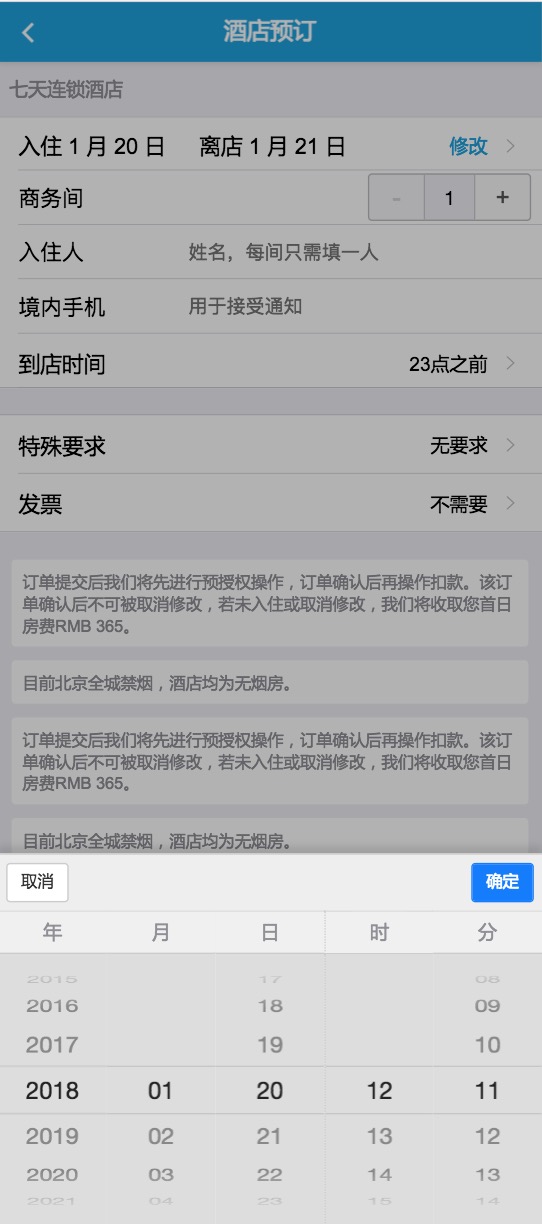 酒店预订
七天连锁酒店
入住 1 月 20 日 离店 1 月 21 日 修改
商务间 - 1 +
入住人 姓名，每间只需填一人
境内手机 用于接受通知
到店时间 23点之前
特殊要求 无要求
发票 不需要
订单提交后我们将先进行预授权操作，订单确认后再操作扣款。该订
单确认后不可被取消修改，若未入住或取消修改，我们将收取您首日
房费RMB 365。
目前北京全城禁烟，酒店均为无烟房。
订单提交后我们将先进行预授权操作，订单确认后再操作扣款。该订
单确认后不可被取消修改，若未入住或取消修改，我们将收取您首日
房费RMB 365。
目前北京全城禁烟，酒店均为无烟房。
取消 确定
年 月 日 时 分
2015 17 08
2016 18 09
2017 19 10
2018 01 20 12 11
2019 02 21 13 12
2020 03 22 14 13
2021 04 23 15 14